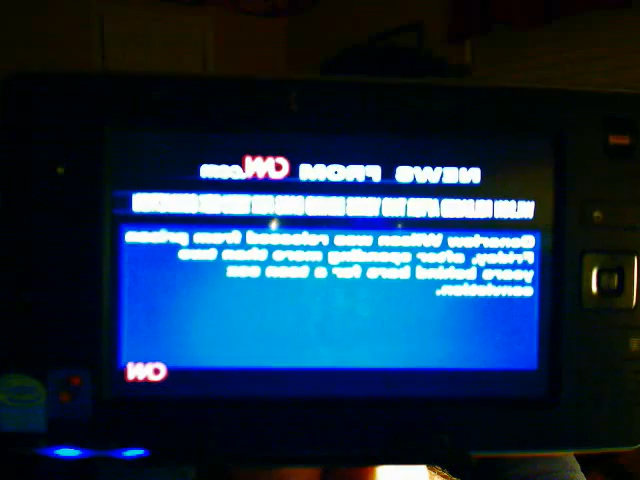 NEWS FROM CNN.com
Genarlow Wilson was released from prison
Friday, after spending more than two
years behind bars for a teen sex
conviction.
CNN